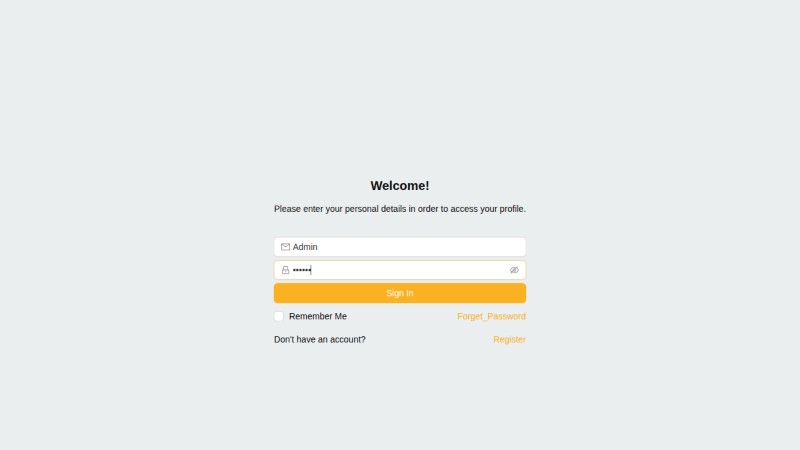 Welcome!
Please enter your personal details in order to access your profile.
Admin
••••••
Sign In
Remember Me
Forget_Password
Don't have an account?
Register